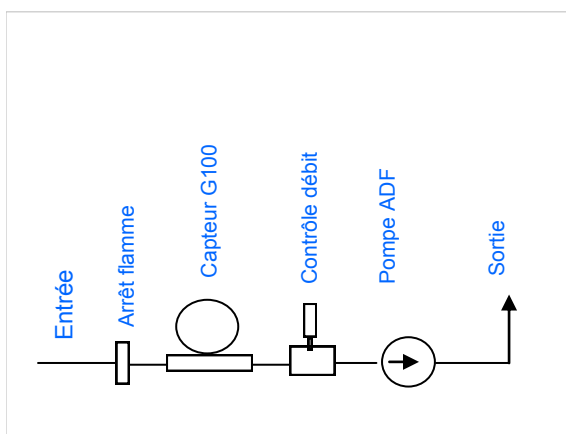 Entrée
Arrêt flamme
Capteur G100
Contrôle débit
Pompe ADF
Sortie